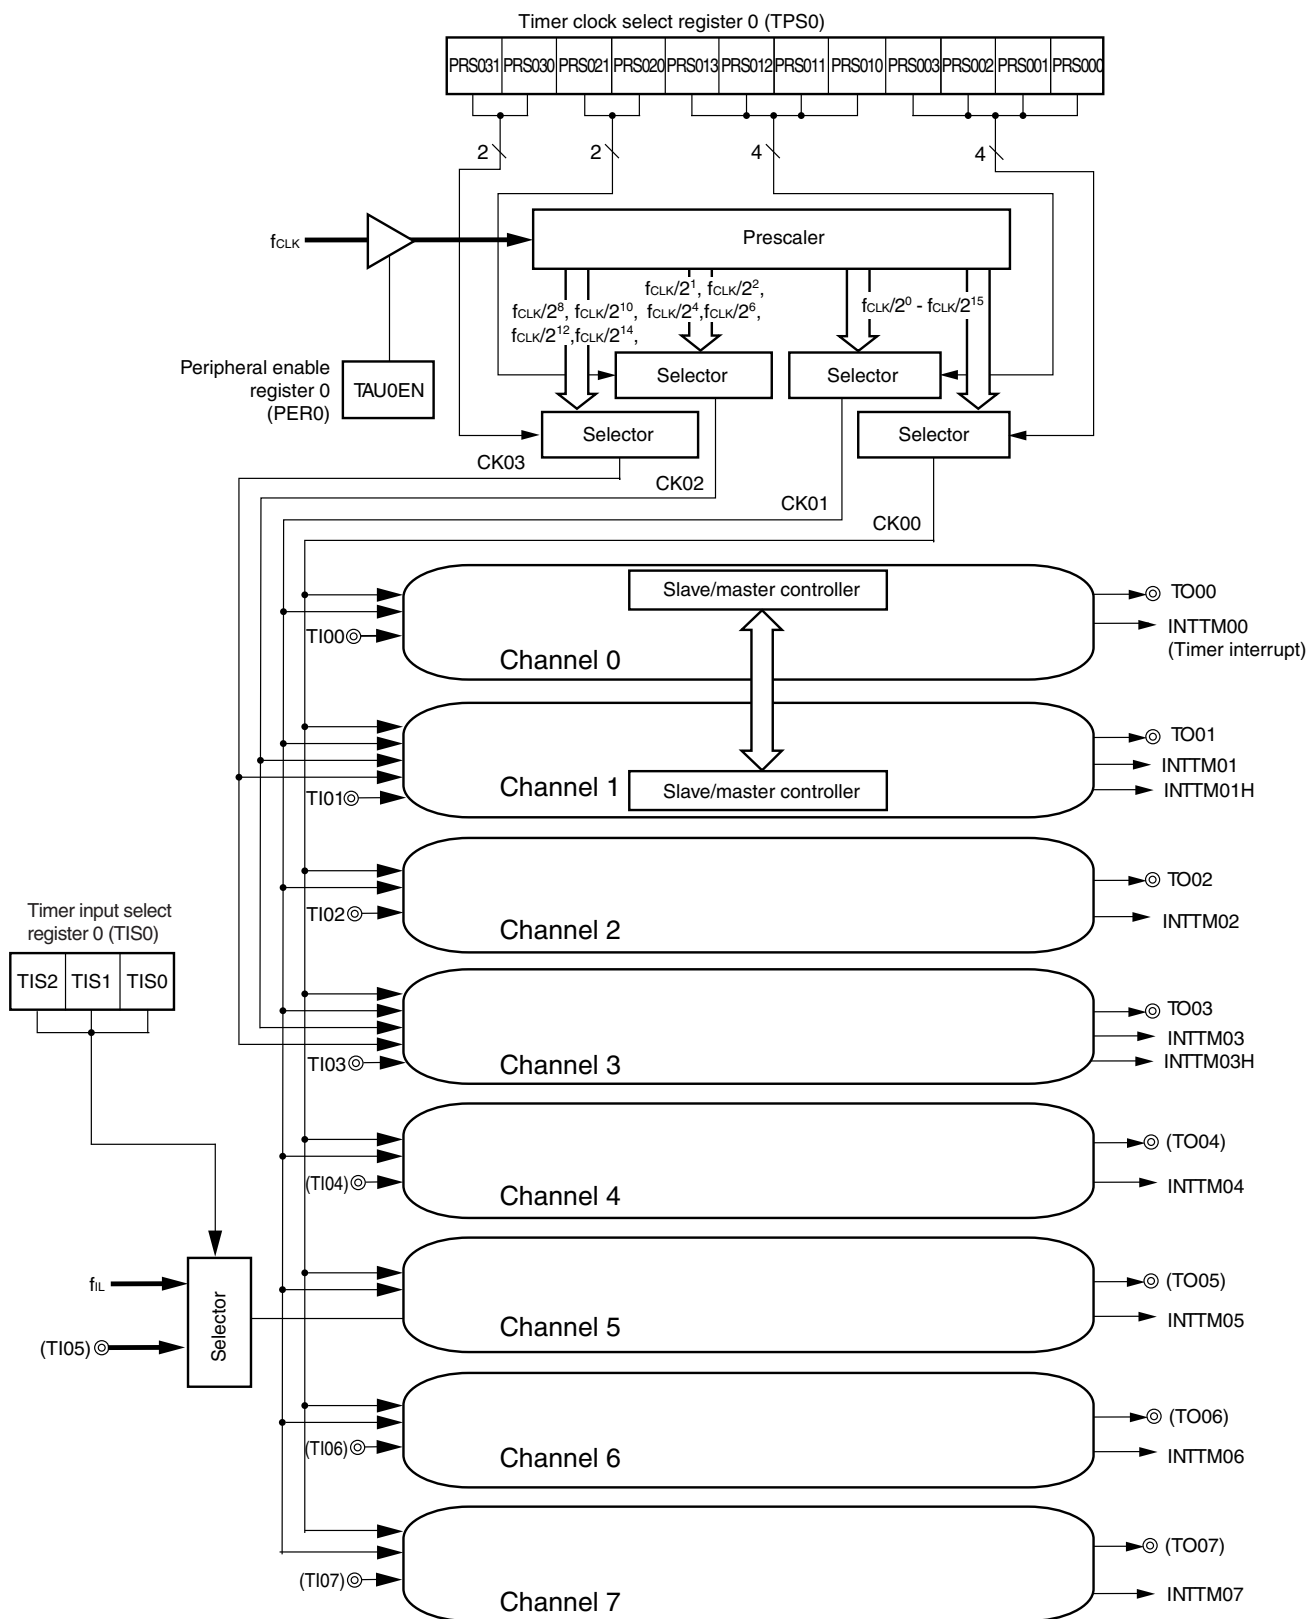 Timer clock select register 0 (TPS0)
PRS031 PRS030 PRS021 PRS020 PRS013 PRS012 PRS011 PRS010 PRS003 PRS002 PRS001 PRS000
2 2 4 4
fCLK
Prescaler
fCLK/2¹, fCLK/2²,
fCLK/2⁴,fCLK/2⁶,
fCLK/2⁸, fCLK/2¹⁰,
fCLK/2¹²,fCLK/2¹⁴,
fCLK/2⁰ - fCLK/2¹⁵
Peripheral enable
register 0
(PER0)
TAU0EN
Selector
Selector
Selector
Selector
CK03
CK02
CK01
CK00
Slave/master controller
TI00
Channel 0
TO00
INTTM00
(Timer interrupt)
TI01
Channel 1
Slave/master controller
TO01
INTTM01
INTTM01H
TI02
Channel 2
TO02
INTTM02
Timer input select
register 0 (TIS0)
TIS2 TIS1 TIS0
TI03
Channel 3
TO03
INTTM03
INTTM03H
(TI04)
Channel 4
(TO04)
INTTM04
fIL
(TI05)
Selector
Channel 5
(TO05)
INTTM05
(TI06)
Channel 6
(TO06)
INTTM06
(TI07)
Channel 7
(TO07)
INTTM07